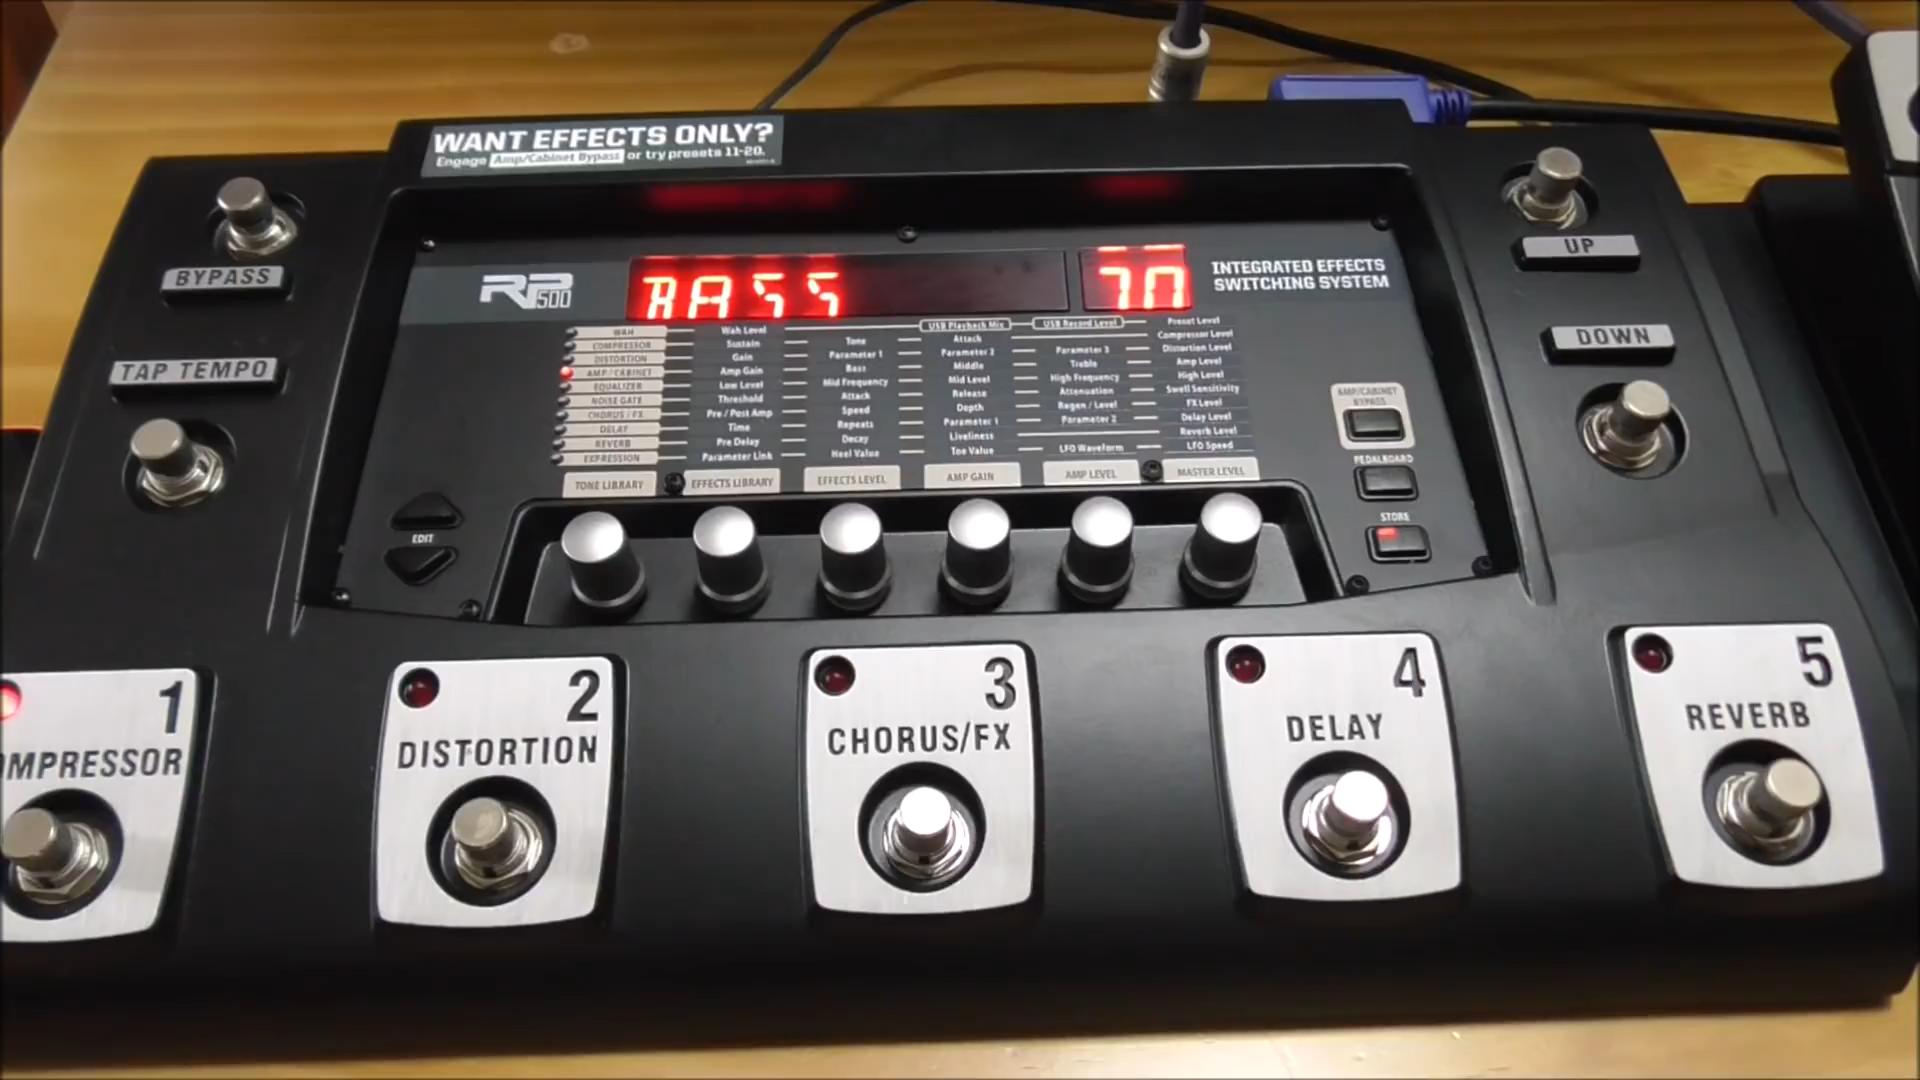 WANT EFFECTS ONLY?
Engage Amp/Cabinet Bypass or try presets 11-20.
BYPASS
TAP TEMPO
UP
DOWN
RP500
BASS
70
INTEGRATED EFFECTS
SWITCHING SYSTEM
WAH Wah Level USB Playback Mix USB Record Level Preset Level
COMPRESSOR Sustain Tone Attack Compressor Level
DISTORTION Gain Parameter 1 Parameter 2 Parameter 3 Distortion Level
AMP/CABINET Amp Gain Bass Middle Treble Amp Level
EQUALIZER Low Level Mid Frequency Mid Level High Frequency High Level
NOISE GATE Threshold Attack Release Attenuation Swell Sensitivity
CHORUS/FX Pre/Post Amp Speed Depth Regen/Level FX Level
DELAY Time Repeats Parameter 1 Parameter 2 Delay Level
REVERB Pre Delay Decay Liveliness Reverb Level
EXPRESSION Parameter Link Heel Value Toe Value LFO Waveform LFO Speed
TONE LIBRARY EFFECTS LIBRARY EFFECTS LEVEL AMP GAIN AMP LEVEL MASTER LEVEL
AMP/CABINET
BYPASS
PEDALBOARD
STORE
EDIT
1
OMPRESSOR
2
DISTORTION
3
CHORUS/FX
4
DELAY
5
REVERB